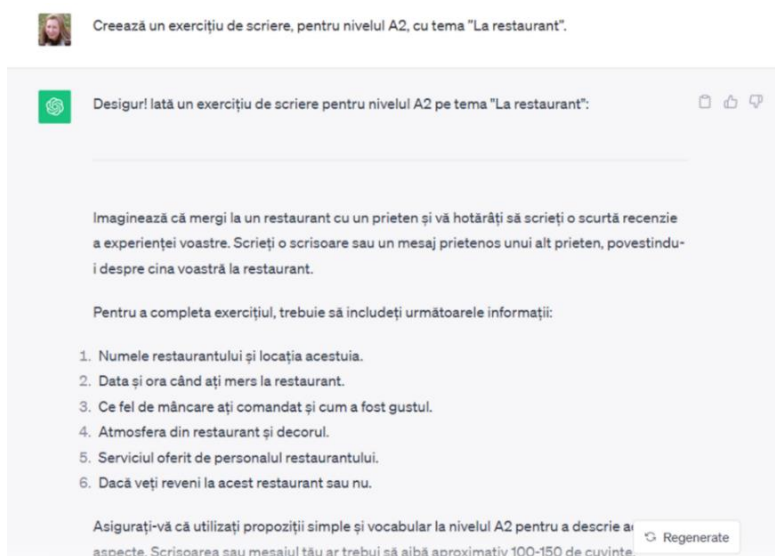 Creează un exercițiu de scriere, pentru nivelul A2, cu tema "La restaurant".
Desigur! Iată un exercițiu de scriere pentru nivelul A2 pe tema "La restaurant":
Imaginează că mergi la un restaurant cu un prieten și vă hotărâți să scrieți o scurtă recenzie
a experienței voastre. Scrieți o scrisoare sau un mesaj prietenos unui alt prieten, povestindu-
i despre cina voastră la restaurant.
Pentru a completa exercițiul, trebuie să includeți următoarele informații:
1. Numele restaurantului și locația acestuia.
2. Data și ora când ați mers la restaurant.
3. Ce fel de mâncare ați comandat și cum a fost gustul.
4. Atmosfera din restaurant și decorul.
5. Serviciul oferit de personalul restaurantului.
6. Dacă veți reveni la acest restaurant sau nu.
Asigurați-vă că utilizați propoziții simple și vocabular la nivelul A2 pentru a descrie
Regenerate
aspecte. Scrisoarea sau mesajul tău ar trebui să aibă aproximativ 100-150 de cuvinte